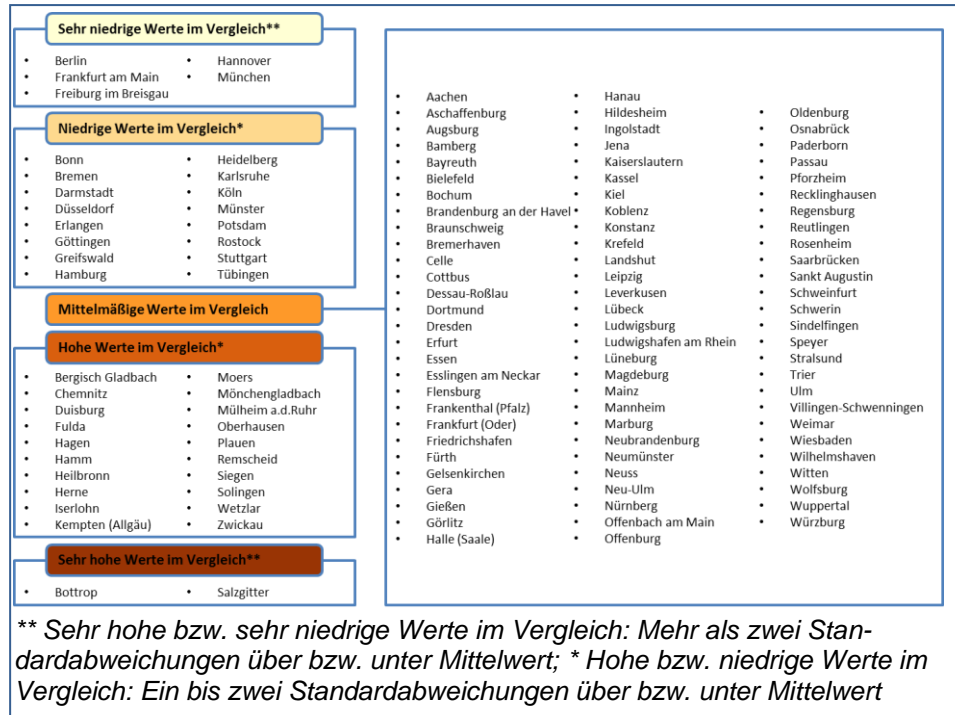 Sehr niedrige Werte im Vergleich**
• Berlin
• Frankfurt am Main
• Freiburg im Breisgau
• Hannover
• München
Niedrige Werte im Vergleich*
• Bonn
• Bremen
• Darmstadt
• Düsseldorf
• Erlangen
• Göttingen
• Greifswald
• Hamburg
• Heidelberg
• Karlsruhe
• Köln
• Münster
• Potsdam
• Rostock
• Stuttgart
• Tübingen
Mittelmäßige Werte im Vergleich
• Aachen
• Aschaffenburg
• Augsburg
• Bamberg
• Bayreuth
• Bielefeld
• Bochum
• Brandenburg an der Havel
• Braunschweig
• Bremerhaven
• Celle
• Cottbus
• Dessau-Roßlau
• Dortmund
• Dresden
• Erfurt
• Essen
• Esslingen am Neckar
• Flensburg
• Frankenthal (Pfalz)
• Frankfurt (Oder)
• Friedrichshafen
• Fürth
• Gelsenkirchen
• Gera
• Gießen
• Görlitz
• Halle (Saale)
• Hanau
• Hildesheim
• Ingolstadt
• Jena
• Kaiserslautern
• Kassel
• Kiel
• Koblenz
• Konstanz
• Krefeld
• Landshut
• Leipzig
• Leverkusen
• Lübeck
• Ludwigsburg
• Ludwigshafen am Rhein
• Lüneburg
• Magdeburg
• Mainz
• Mannheim
• Marburg
• Neubrandenburg
• Neumünster
• Neuss
• Neu-Ulm
• Nürnberg
• Offenbach am Main
• Offenburg
• Oldenburg
• Osnabrück
• Paderborn
• Passau
• Pforzheim
• Recklinghausen
• Regensburg
• Reutlingen
• Rosenheim
• Saarbrücken
• Sankt Augustin
• Schweinfurt
• Schwerin
• Sindelfingen
• Speyer
• Stralsund
• Trier
• Ulm
• Villingen-Schwenningen
• Weimar
• Wiesbaden
• Wilhelmshaven
• Witten
• Wolfsburg
• Wuppertal
• Würzburg
Hohe Werte im Vergleich*
• Bergisch Gladbach
• Chemnitz
• Duisburg
• Fulda
• Hagen
• Hamm
• Heilbronn
• Herne
• Iserlohn
• Kempten (Allgäu)
• Moers
• Mönchengladbach
• Mülheim a.d.Ruhr
• Oberhausen
• Plauen
• Remscheid
• Siegen
• Solingen
• Wetzlar
• Zwickau
Sehr hohe Werte im Vergleich**
• Bottrop
• Salzgitter
** Sehr hohe bzw. sehr niedrige Werte im Vergleich: Mehr als zwei Stan-
dardabweichungen über bzw. unter Mittelwert; * Hohe bzw. niedrige Werte im
Vergleich: Ein bis zwei Standardabweichungen über bzw. unter Mittelwert